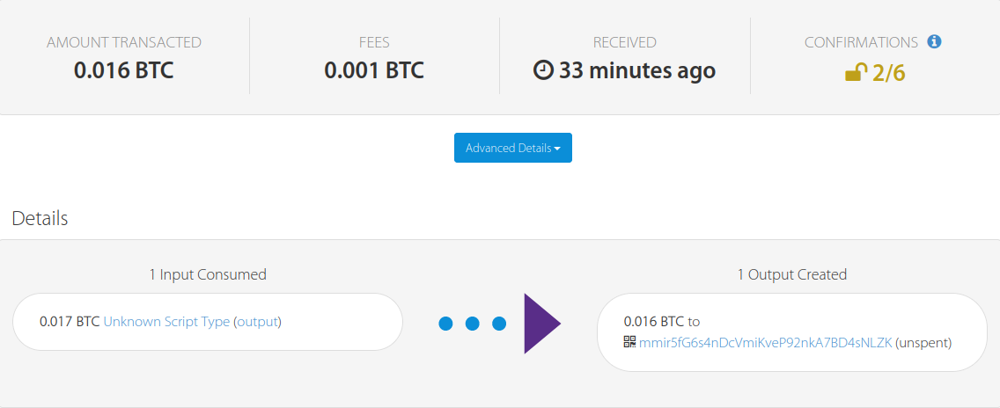 AMOUNT TRANSACTED
0.016 BTC
FEES
0.001 BTC
RECEIVED
33 minutes ago
CONFIRMATIONS
2/6
Advanced Details
Details
1 Input Consumed
0.017 BTC Unknown Script Type (output)
1 Output Created
0.016 BTC to
mmir5fG6s4nDcVmiKveP92nkA7BD4sNLZK (unspent)